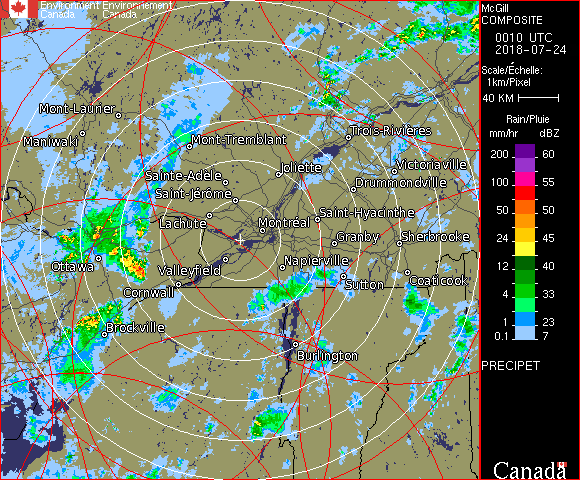 Environment Environnement
Canada Canada
McGill
COMPOSITE
0010 UTC
2018-07-24
Scale/Échelle:
1km/Pixel
40 KM
Rain/Pluie
mm/hr dBZ
200 60
100 55
50 50
24 45
12 40
4 33
1 23
0.1 7
PRECIPET
Canada
Mont-Laurier
Maniwaki
Mont-Tremblant
Trois-Rivières
Joliette
Victoriaville
Sainte-Adèle
Drummondville
Saint-Jérôme
Lachute
Saint-Hyacinthe
Montréal
Granby
Sherbrooke
Ottawa
Valleyfield
Napierville
Cornwall
Sutton
Coaticook
Brockville
Burlington